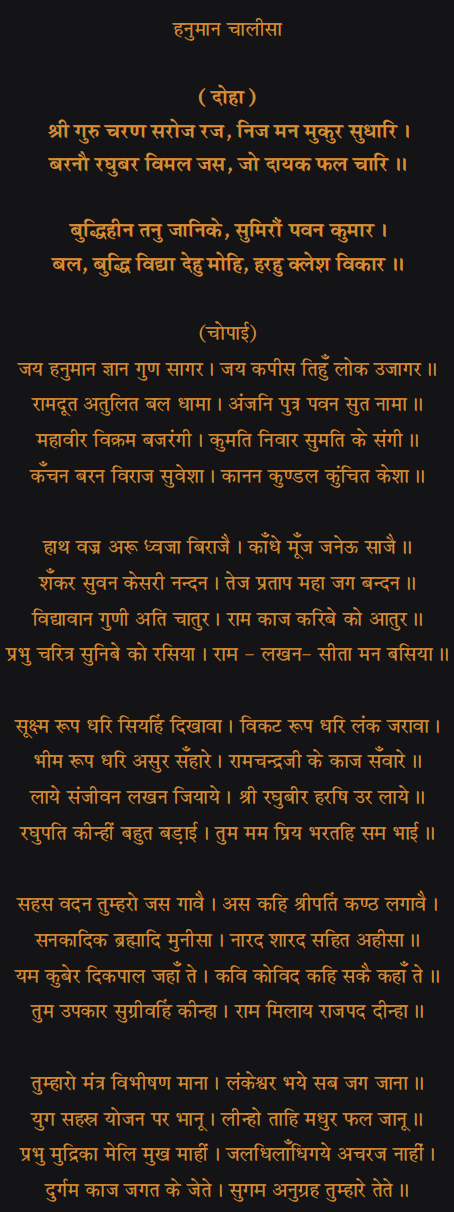 हनुमान चालीसा
( दोहा )
श्री गुरु चरण सरोज रज, निज मन मुकुर सुधारि ।
बरनौ रघुबर विमल जस, जो दायक फल चारि ॥
बुद्धिहीन तनु जानिके, सुमिरौं पवन कुमार ।
बल, बुद्धि विद्या देहु मोहि, हरहु क्लेश विकार ॥
(चोपाई)
जय हनुमान ज्ञान गुण सागर । जय कपीस तिहुँ लोक उजागर ॥
रामदूत अतुलित बल धामा । अंजनि पुत्र पवन सुत नामा ॥
महावीर विक्रम बजरंगी । कुमति निवार सुमति के संगी ॥
कँचन बरन विराज सुवेशा । कानन कुण्डल कुंचित केशा ॥
हाथ वज्र अरू ध्वजा बिराजै । काँधे मूँज जनेऊ साजै ॥
शँकर सुवन केसरी नन्दन । तेज प्रताप महा जग बन्दन ॥
विद्यावान गुणी अति चातुर । राम काज करिबे को आतुर ॥
प्रभु चरित्र सुनिबे को रसिया । राम – लखन– सीता मन बसिया ॥
सूक्ष्म रूप धरि सियहिं दिखावा । विकट रूप धरि लंक जरावा ।
भीम रूप धरि असुर सँहारे । रामचन्द्रजी के काज सँवारे ॥
लाये संजीवन लखन जियाये । श्री रघुबीर हरषि उर लाये ॥
रघुपति कीन्हीं बहुत बड़ाई । तुम मम प्रिय भरतहि सम भाई ॥
सहस वदन तुम्हरो जस गावै । अस कहि श्रीपतिं कण्ठ लगावै ।
सनकादिक ब्रह्मादि मुनीसा । नारद शारद सहित अहीसा ॥
यम कुबेर दिकपाल जहाँ ते । कवि कोविद कहि सकै कहाँ ते ॥
तुम उपकार सुग्रीवहिं कीन्हा । राम मिलाय राजपद दीन्हा ॥
तुम्हारो मंत्र विभीषण माना । लंकेश्वर भये सब जग जाना ॥
युग सहस्र योजन पर भानू । लीन्हो ताहि मधुर फल जानू ॥
प्रभु मुद्रिका मेलि मुख माहीं । जलधिलाँधिगये अचरज नाहीं ।
दुर्गम काज जगत के जेते । सुगम अनुग्रह तुम्हारे तेते ॥